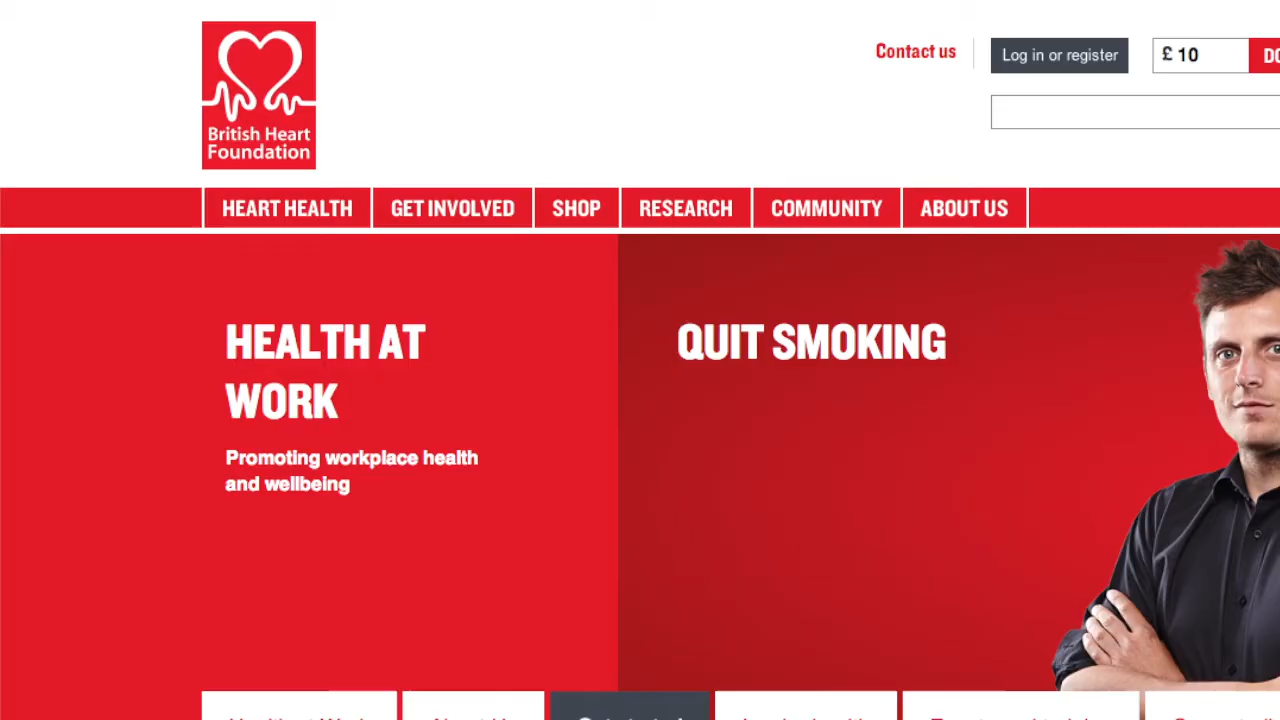 British Heart
Foundation
Contact us
Log in or register
£ 10
HEART HEALTH
GET INVOLVED
SHOP
RESEARCH
COMMUNITY
ABOUT US
HEALTH AT
WORK
Promoting workplace health
and wellbeing
QUIT SMOKING